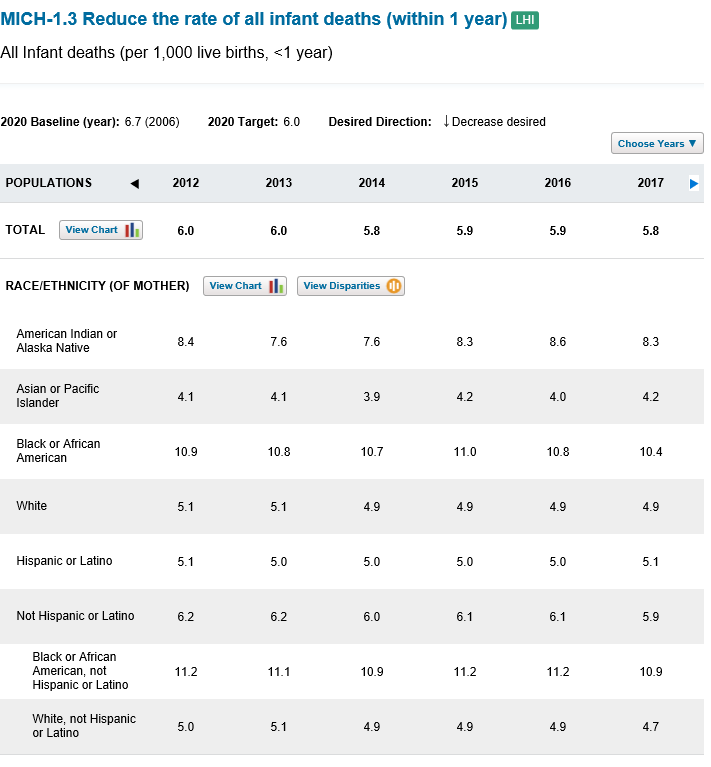 MICH-1.3 Reduce the rate of all infant deaths (within 1 year) LHI
All Infant deaths (per 1,000 live births, <1 year)
2020 Baseline (year): 6.7 (2006) 2020 Target: 6.0 Desired Direction: ↓ Decrease desired
Choose Years ▼
POPULATIONS ◀ 2012 2013 2014 2015 2016 2017 ▶
TOTAL View Chart 6.0 6.0 5.8 5.9 5.9 5.8
RACE/ETHNICITY (OF MOTHER) View Chart View Disparities
American Indian or
Alaska Native 8.4 7.6 7.6 8.3 8.6 8.3
Asian or Pacific
Islander 4.1 4.1 3.9 4.2 4.0 4.2
Black or African
American 10.9 10.8 10.7 11.0 10.8 10.4
White 5.1 5.1 4.9 4.9 4.9 4.9
Hispanic or Latino 5.1 5.0 5.0 5.0 5.0 5.1
Not Hispanic or Latino 6.2 6.2 6.0 6.1 6.1 5.9
Black or African
American, not
Hispanic or Latino 11.2 11.1 10.9 11.2 11.2 10.9
White, not Hispanic
or Latino 5.0 5.1 4.9 4.9 4.9 4.7